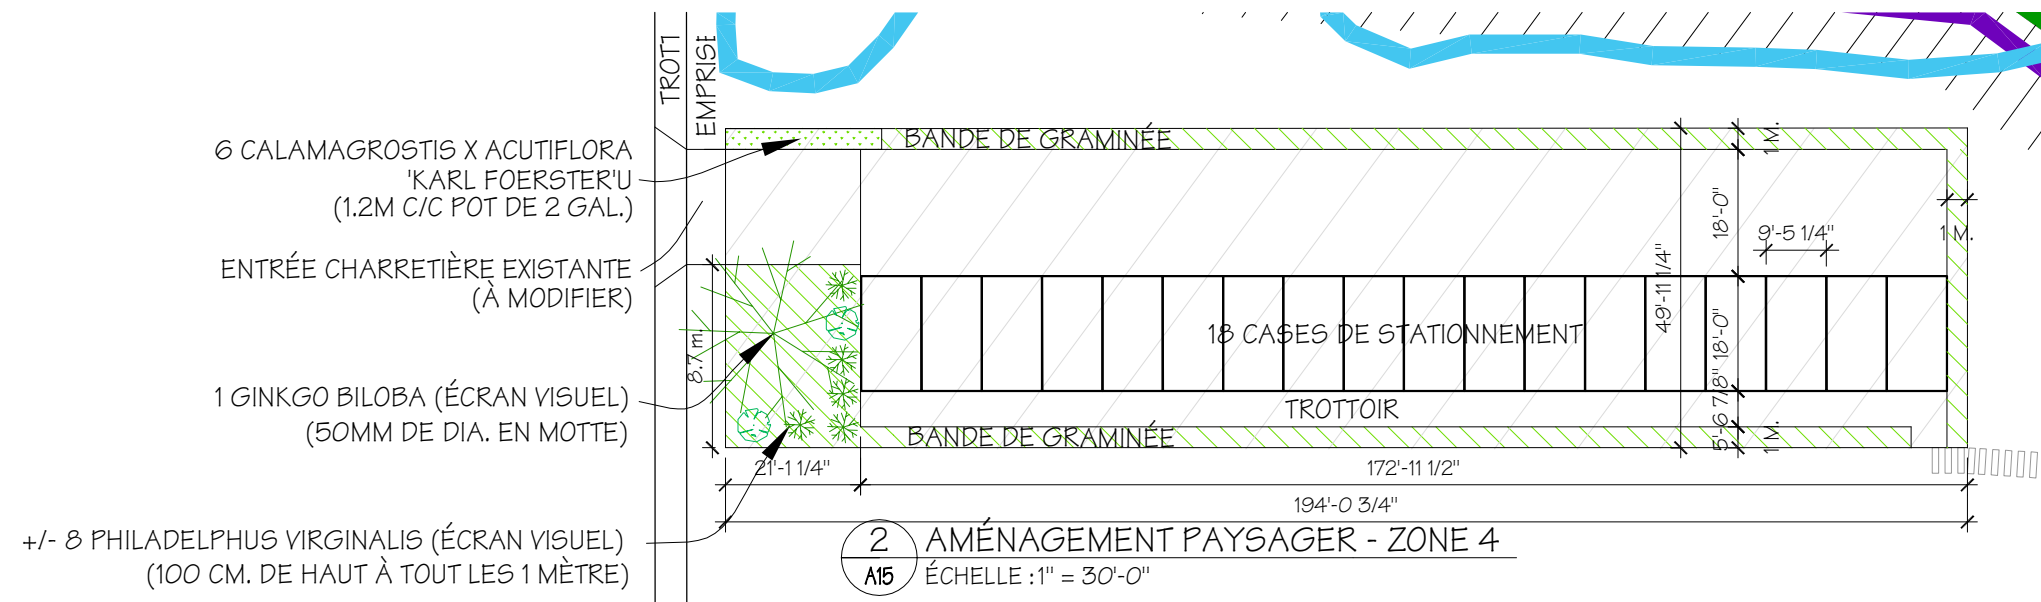 TROTT
EMPRISE
6 CALAMAGROSTIS X ACUTIFLORA
'KARL FOERSTER'U
(1.2M C/C POT DE 2 GAL.)
ENTRÉE CHARRETIÈRE EXISTANTE
(À MODIFIER)
1 GINKGO BILOBA (ÉCRAN VISUEL)
(50MM DE DIA. EN MOTTE)
+/- 8 PHILADELPHUS VIRGINALIS (ÉCRAN VISUEL)
(100 CM. DE HAUT À TOUT LES 1 MÈTRE)
8.7 m.
BANDE DE GRAMINÉE
1 M.
18'-0"
9'-5 1/4"
1 M.
49'-11 1/4"
18 CASES DE STATIONNEMENT
18'-0"
5'-6 7/8"
TROTTOIR
BANDE DE GRAMINÉE
1 M.
21'-1 1/4"
172'-11 1/2"
194'-0 3/4"
2
A15
AMÉNAGEMENT PAYSAGER - ZONE 4
ÉCHELLE : 1" = 30'-0"